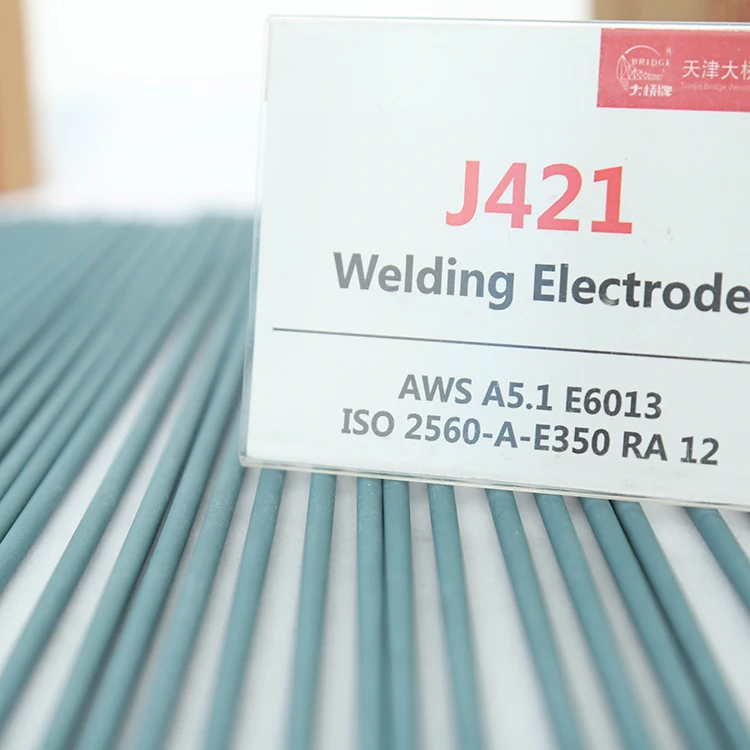 BRIDGE
大桥牌
天津大桥
J421
Welding Electrode
AWS A5.1 E6013
ISO 2560-A-E350 RA 12